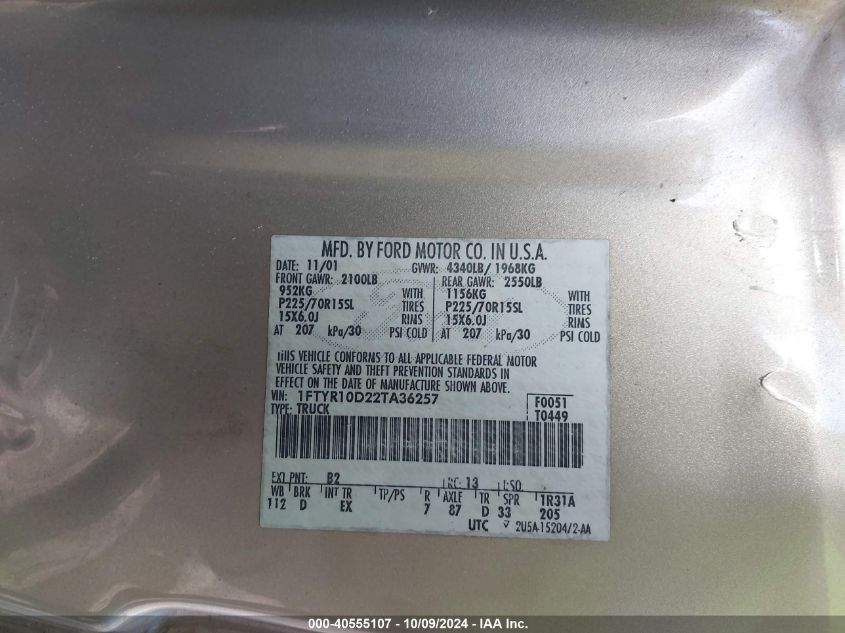 MFD. BY FORD MOTOR CO. IN U.S.A.
DATE: 11/01 GVWR: 4340LB/ 1968KG
FRONT GAWR: 2100LB REAR GAWR: 2550LB
952KG WITH 1156KG WITH
P225/70R15SL TIRES P225/70R15SL TIRES
15X6.0J RIMS 15X6.0J RIMS
AT 207 kPa/30 PSI COLD AT 207 kPa/30 PSI COLD
THIS VEHICLE CONFORMS TO ALL APPLICABLE FEDERAL MOTOR
VEHICLE SAFETY AND THEFT PREVENTION STANDARDS IN
EFFECT ON THE DATE OF MANUFACTURE SHOWN ABOVE.
VIN: 1FTYR10D22TA36257 F0051
TYPE: TRUCK T0449
EXT PNT: B2 RC: 13 DSO:
WB BRK INT TR TP/PS R AXLE TR SPR 1R31A
112 D EX 7 87 D 33 205
UTC 2U5A-15204/2-AA
000-40555107 - 10/09/2024 - IAA Inc.